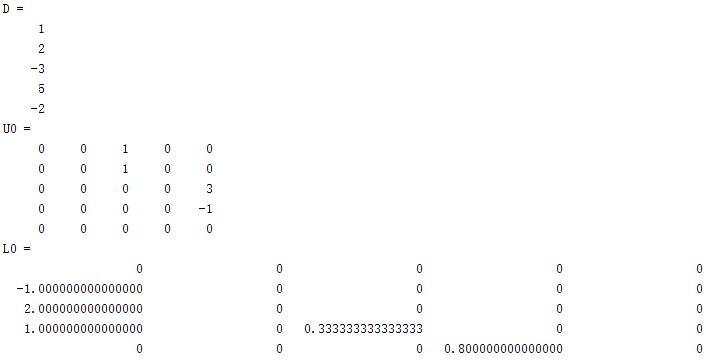 D =
1
2
-3
5
-2
U0 =
0 0 1 0 0
0 0 1 0 0
0 0 0 0 3
0 0 0 0 -1
0 0 0 0 0
L0 =
0 0 0 0 0
-1.000000000000000 0 0 0 0
2.000000000000000 0 0 0 0
1.000000000000000 0 0.333333333333333 0 0
0 0 0 0.800000000000000 0